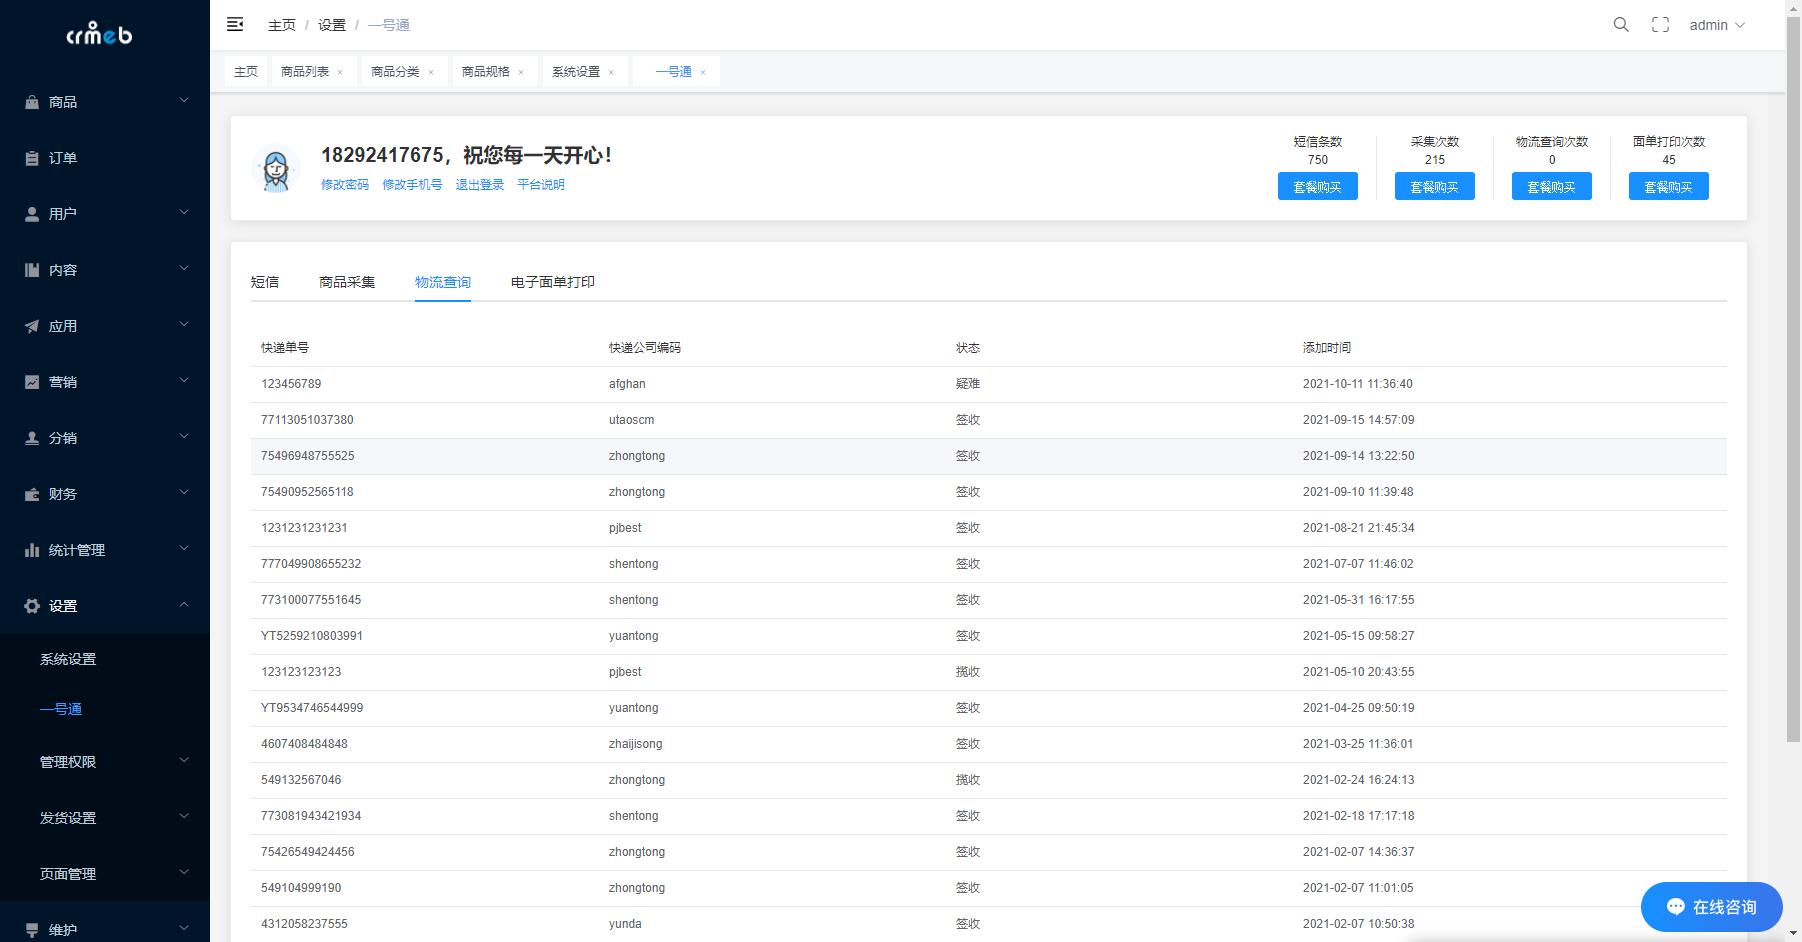 crmeb
主页 / 设置 / 一号通
admin
主页
商品列表 ×
商品分类 ×
商品规格 ×
系统设置 ×
一号通 ×
商品
订单
用户
内容
应用
营销
分销
财务
统计管理
设置
系统设置
一号通
管理权限
发货设置
页面管理
维护
18292417675，祝您每一天开心！
修改密码 修改手机号 退出登录 平台说明
短信条数
750
套餐购买
采集次数
215
套餐购买
物流查询次数
0
套餐购买
面单打印次数
45
套餐购买
短信 商品采集 物流查询 电子面单打印
快递单号 快递公司编码 状态 添加时间
123456789 afghan 疑难 2021-10-11 11:36:40
77113051037380 utaoscm 签收 2021-09-15 14:57:09
75496948755525 zhongtong 签收 2021-09-14 13:22:50
75490952565118 zhongtong 签收 2021-09-10 11:39:48
1231231231231 pjbest 签收 2021-08-21 21:45:34
777049908655232 shentong 签收 2021-07-07 11:46:02
773100077551645 shentong 签收 2021-05-31 16:17:55
YT5259210803991 yuantong 签收 2021-05-15 09:58:27
123123123123 pjbest 揽收 2021-05-10 20:43:55
YT9534746544999 yuantong 签收 2021-04-25 09:50:19
4607408484848 zhaijisong 签收 2021-03-25 11:36:01
549132567046 zhongtong 揽收 2021-02-24 16:24:13
773081943421934 shentong 签收 2021-02-18 17:17:18
75426549424456 zhongtong 签收 2021-02-07 14:36:37
549104999190 zhongtong 签收 2021-02-07 11:01:05
4312058237555 yunda 签收 2021-02-07 10:50:38
在线咨询